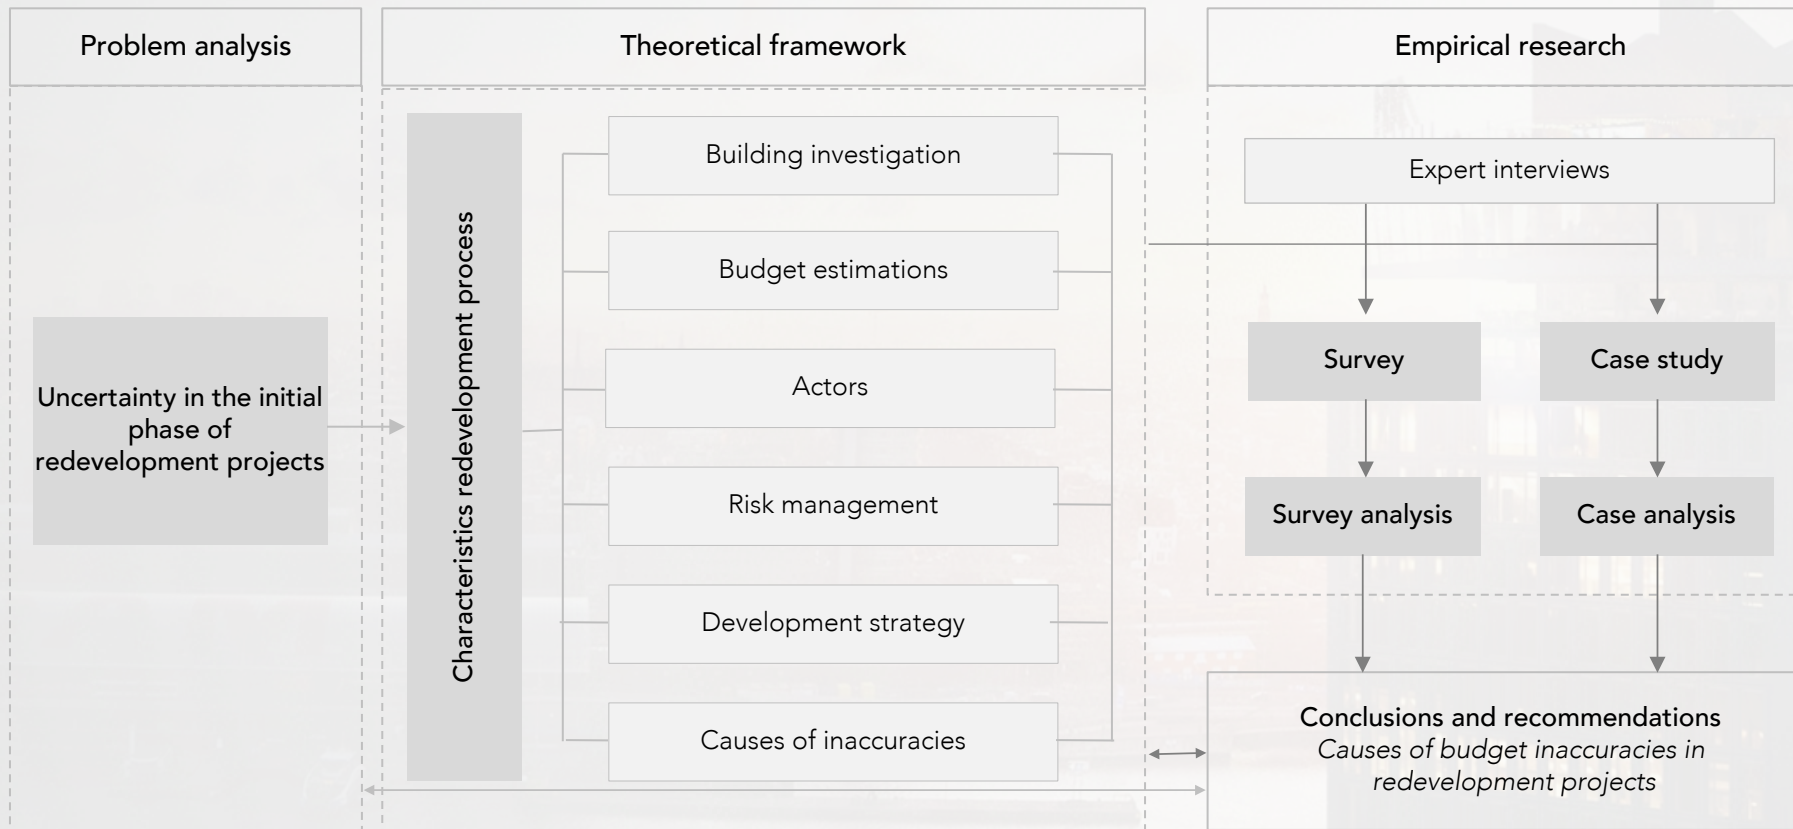 Problem analysis
Uncertainty in the initial
phase of
redevelopment projects
Theoretical framework
Characteristics redevelopment process
Building investigation
Budget estimations
Actors
Risk management
Development strategy
Causes of inaccuracies
Empirical research
Expert interviews
Survey
Case study
Survey analysis
Case analysis
Conclusions and recommendations
Causes of budget inaccuracies in
redevelopment projects